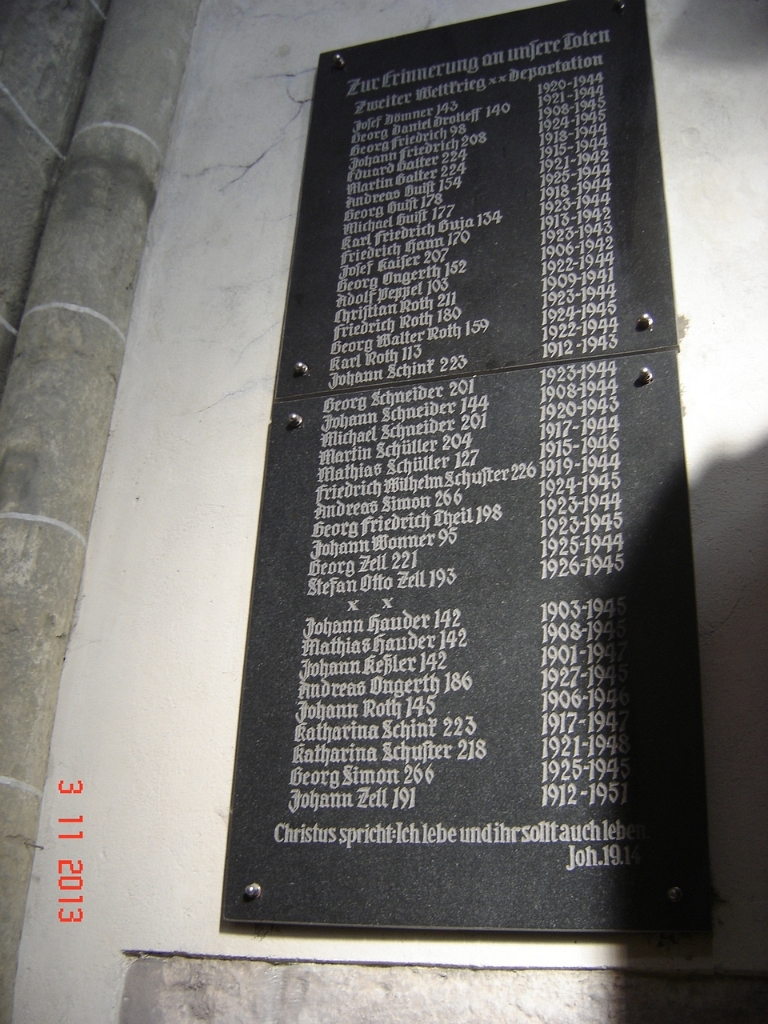 Zur Erinnerung an unsere Toten
Zweiter Weltkrieg xx Deportation
Josef Dömner 143 1920-1944
Georg Daniel Drotleff 140 1921-1944
Georg Friedrich 98 1908-1945
Johann Friedrich 208 1924-1945
Eduard Galter 224 1918-1944
Martin Galter 224 1915-1944
Andreas Guist 154 1921-1942
Georg Guist 178 1925-1944
Michael Guist 177 1918-1944
Karl Friedrich Guja 134 1923-1944
Friedrich Hann 170 1913-1942
Josef Kaiser 207 1923-1943
Georg Ongerth 152 1906-1942
Adolf Peppel 103 1922-1944
Christian Roth 211 1909-1941
Friedrich Roth 180 1923-1944
Georg Walter Roth 159 1924-1945
Karl Roth 113 1922-1944
Johann Schink 223 1912-1943
Georg Schneider 201 1923-1944
Johann Schneider 144 1908-1944
Michael Schneider 201 1920-1943
Martin Schüller 204 1917-1944
Mathias Schüller 127 1915-1946
Friedrich Wilhelm Schuster 226 1919-1944
Andreas Simon 266 1924-1945
Georg Friedrich Theil 198 1923-1944
Johann Wonner 95 1923-1945
Georg Zell 221 1925-1944
Stefan Otto Zell 193 1926-1945
x x
Johann Hauder 142 1903-1945
Mathias Hauder 142 1908-1945
Johann Keßler 142 1901-1947
Andreas Ongerth 186 1927-1945
Johann Roth 145 1906-1946
Katharina Schink 223 1917-1947
Katharina Schuster 218 1921-1948
Georg Simon 266 1925-1945
Johann Zell 191 1912-1951
Christus spricht: Ich lebe und ihr sollt auch leben
Joh. 19.14
3 11 2013